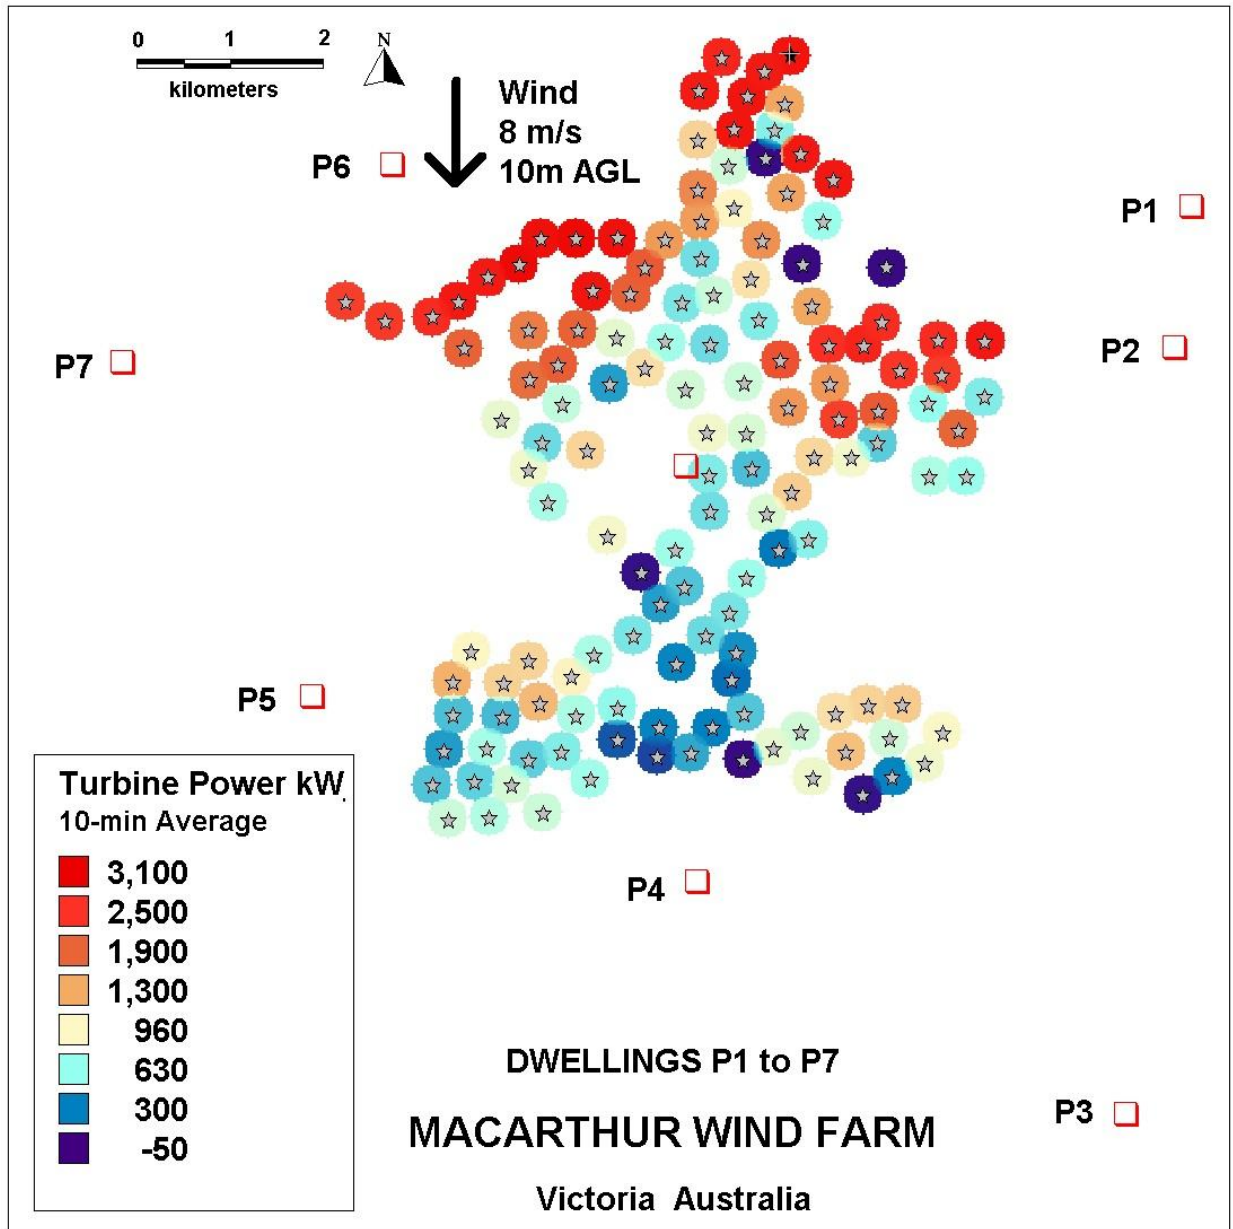 0 1 2
kilometers
N
Wind
8 m/s
10m AGL
P6
P1
P7
P2
P5
P4
P3
Turbine Power kW
10-min Average
3,100
2,500
1,900
1,300
960
630
300
-50
DWELLINGS P1 to P7
MACARTHUR WIND FARM
Victoria Australia